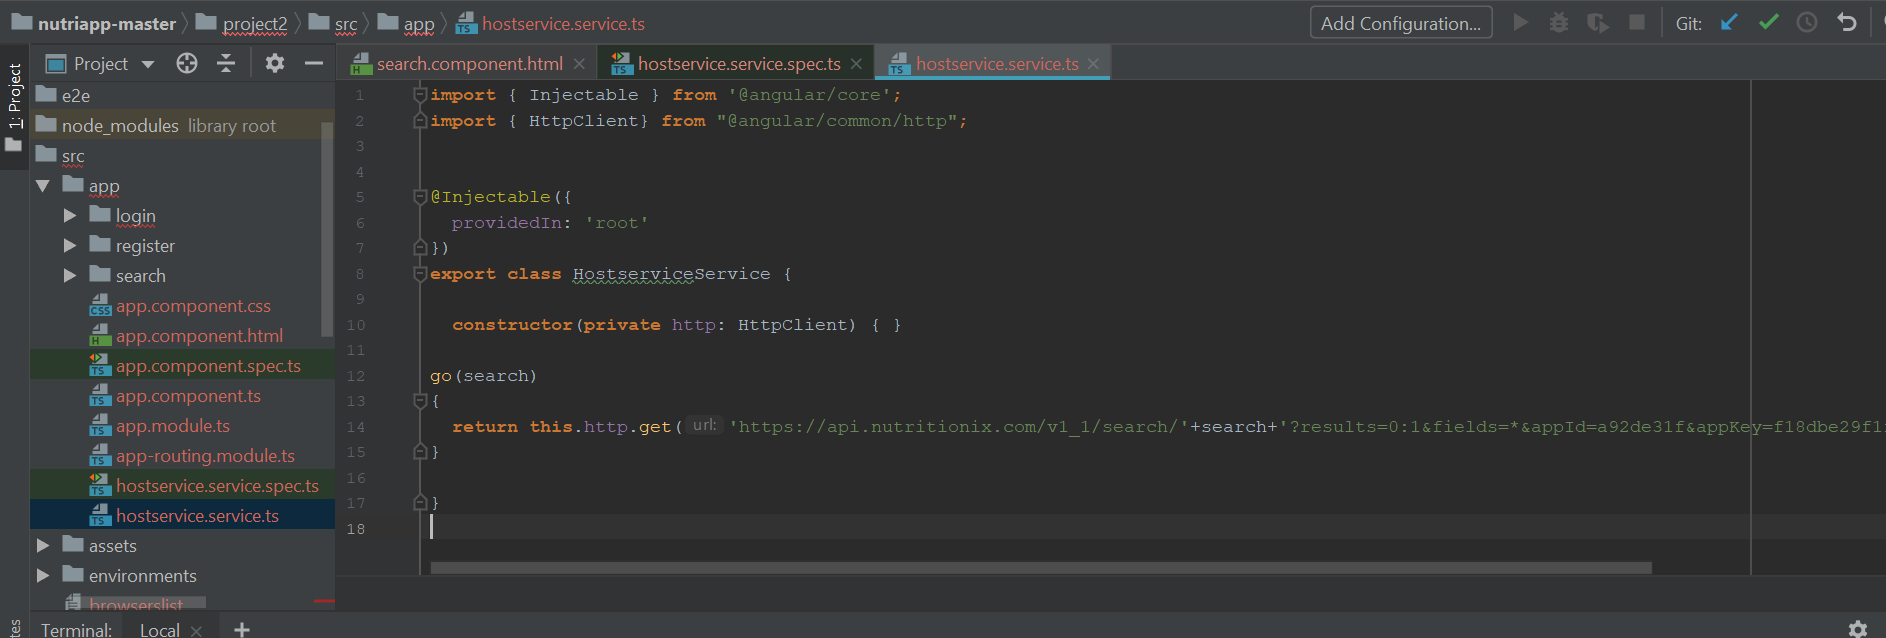 nutriapp-master project2 src app hostservice.service.ts Add Configuration... Git:
1: Project
Project
search.component.html hostservice.service.spec.ts hostservice.service.ts
e2e
node_modules library root
src
app
login
register
search
app.component.css
app.component.html
app.component.spec.ts
app.component.ts
app.module.ts
app-routing.module.ts
hostservice.service.spec.ts
hostservice.service.ts
assets
environments
browserslist
1 import { Injectable } from '@angular/core';
2 import { HttpClient} from "@angular/common/http";
3
4
5 @Injectable({
6 providedIn: 'root'
7 })
8 export class HostserviceService {
9
10 constructor(private http: HttpClient) { }
11
12 go(search)
13 {
14 return this.http.get( url: 'https://api.nutritionix.com/v1_1/search/'+search+'?results=0:1&fields=*&appId=a92de31f&appKey=f18dbe29f1
15 }
16
17 }
18
Terminal: Local